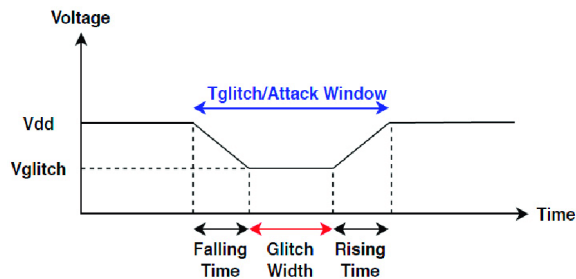 Voltage
Tglitch/Attack Window
Vdd
Vglitch
Time
Falling Time
Glitch Width
Rising Time